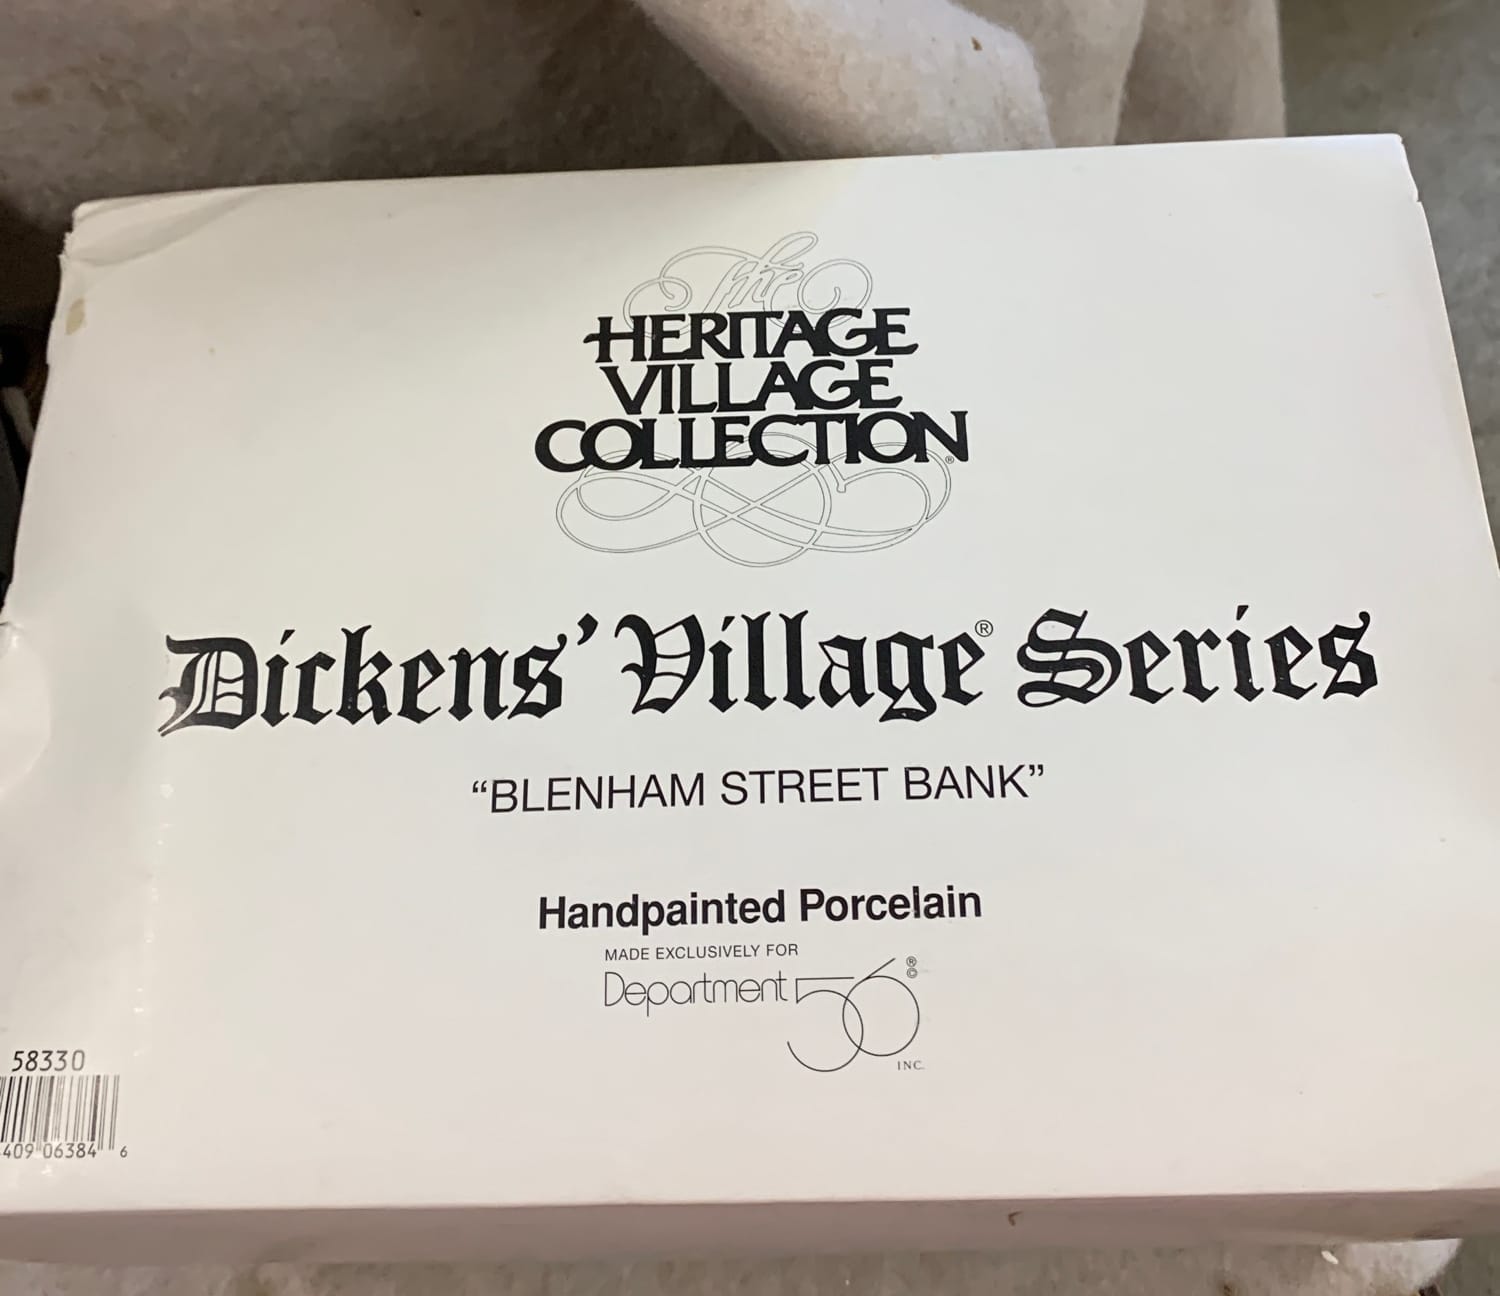 The
HERITAGE
VILLAGE
COLLECTION®
Dickens' Village® Series
“BLENHAM STREET BANK”
Handpainted Porcelain
MADE EXCLUSIVELY FOR
Department 56®©
INC.
58330
409 06384 6